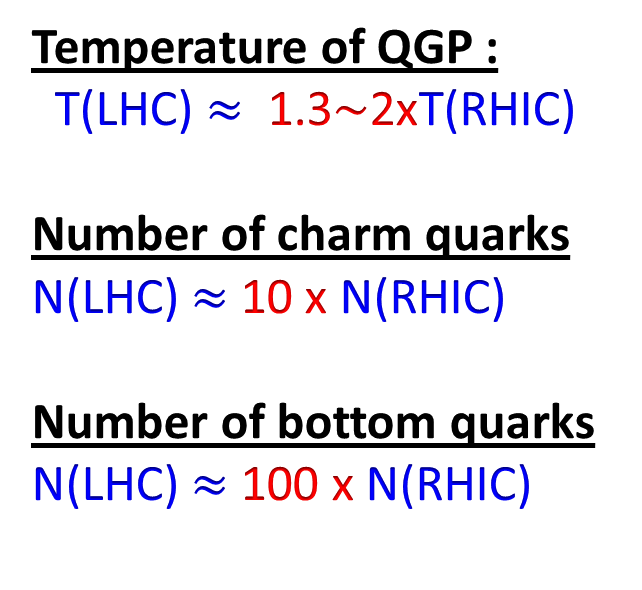 Temperature of QGP :
T(LHC) ≈ 1.3~2xT(RHIC)
Number of charm quarks
N(LHC) ≈ 10 x N(RHIC)
Number of bottom quarks
N(LHC) ≈ 100 x N(RHIC)